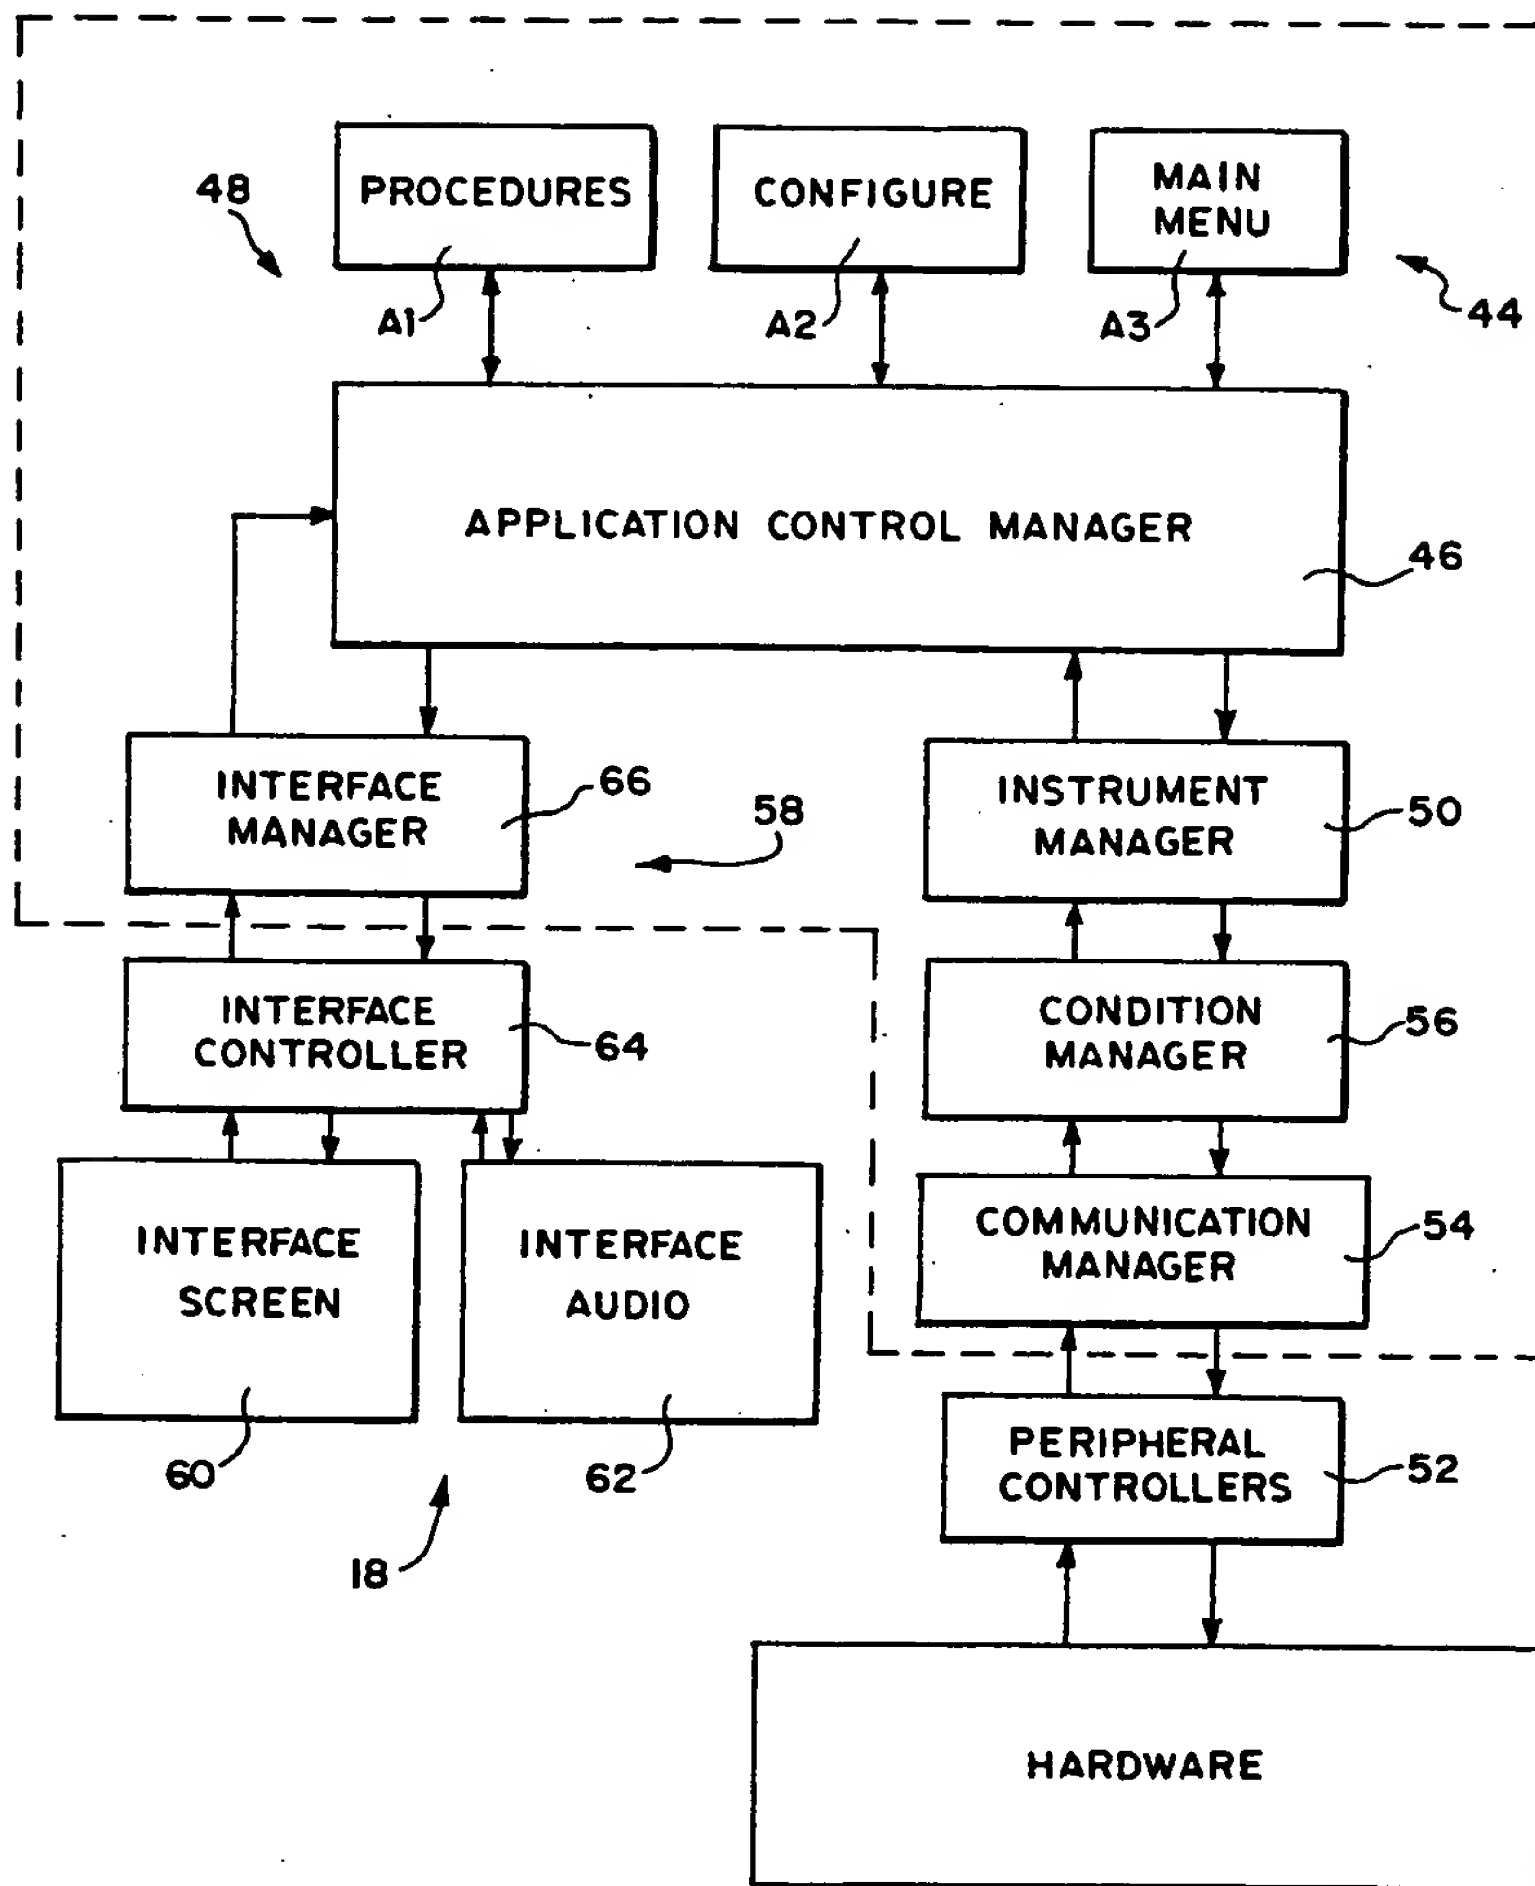 48
PROCEDURES
CONFIGURE
MAIN
MENU
A1
A2
A3
44
APPLICATION CONTROL MANAGER
46
INTERFACE
MANAGER
66
58
INSTRUMENT
MANAGER
50
INTERFACE
CONTROLLER
64
CONDITION
MANAGER
56
INTERFACE
SCREEN
60
INTERFACE
AUDIO
62
COMMUNICATION
MANAGER
54
18
PERIPHERAL
CONTROLLERS
52
HARDWARE